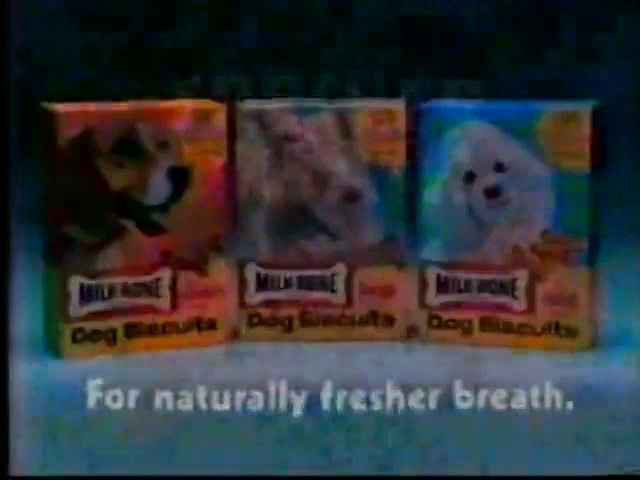 MILK-BONE
Dog Biscuits
MILK-BONE
Dog Biscuits
MILK-BONE
Dog Biscuits
For naturally fresher breath.